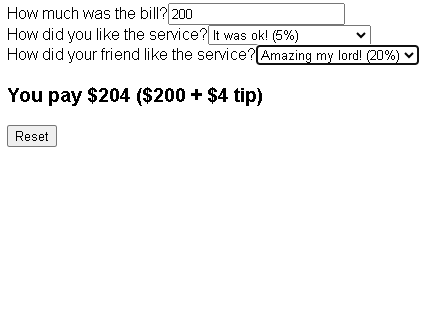 How much was the bill?200
How did you like the service? It was ok! (5%)
How did your friend like the service? Amazing my lord! (20%)
You pay $204 ($200 + $4 tip)
Reset